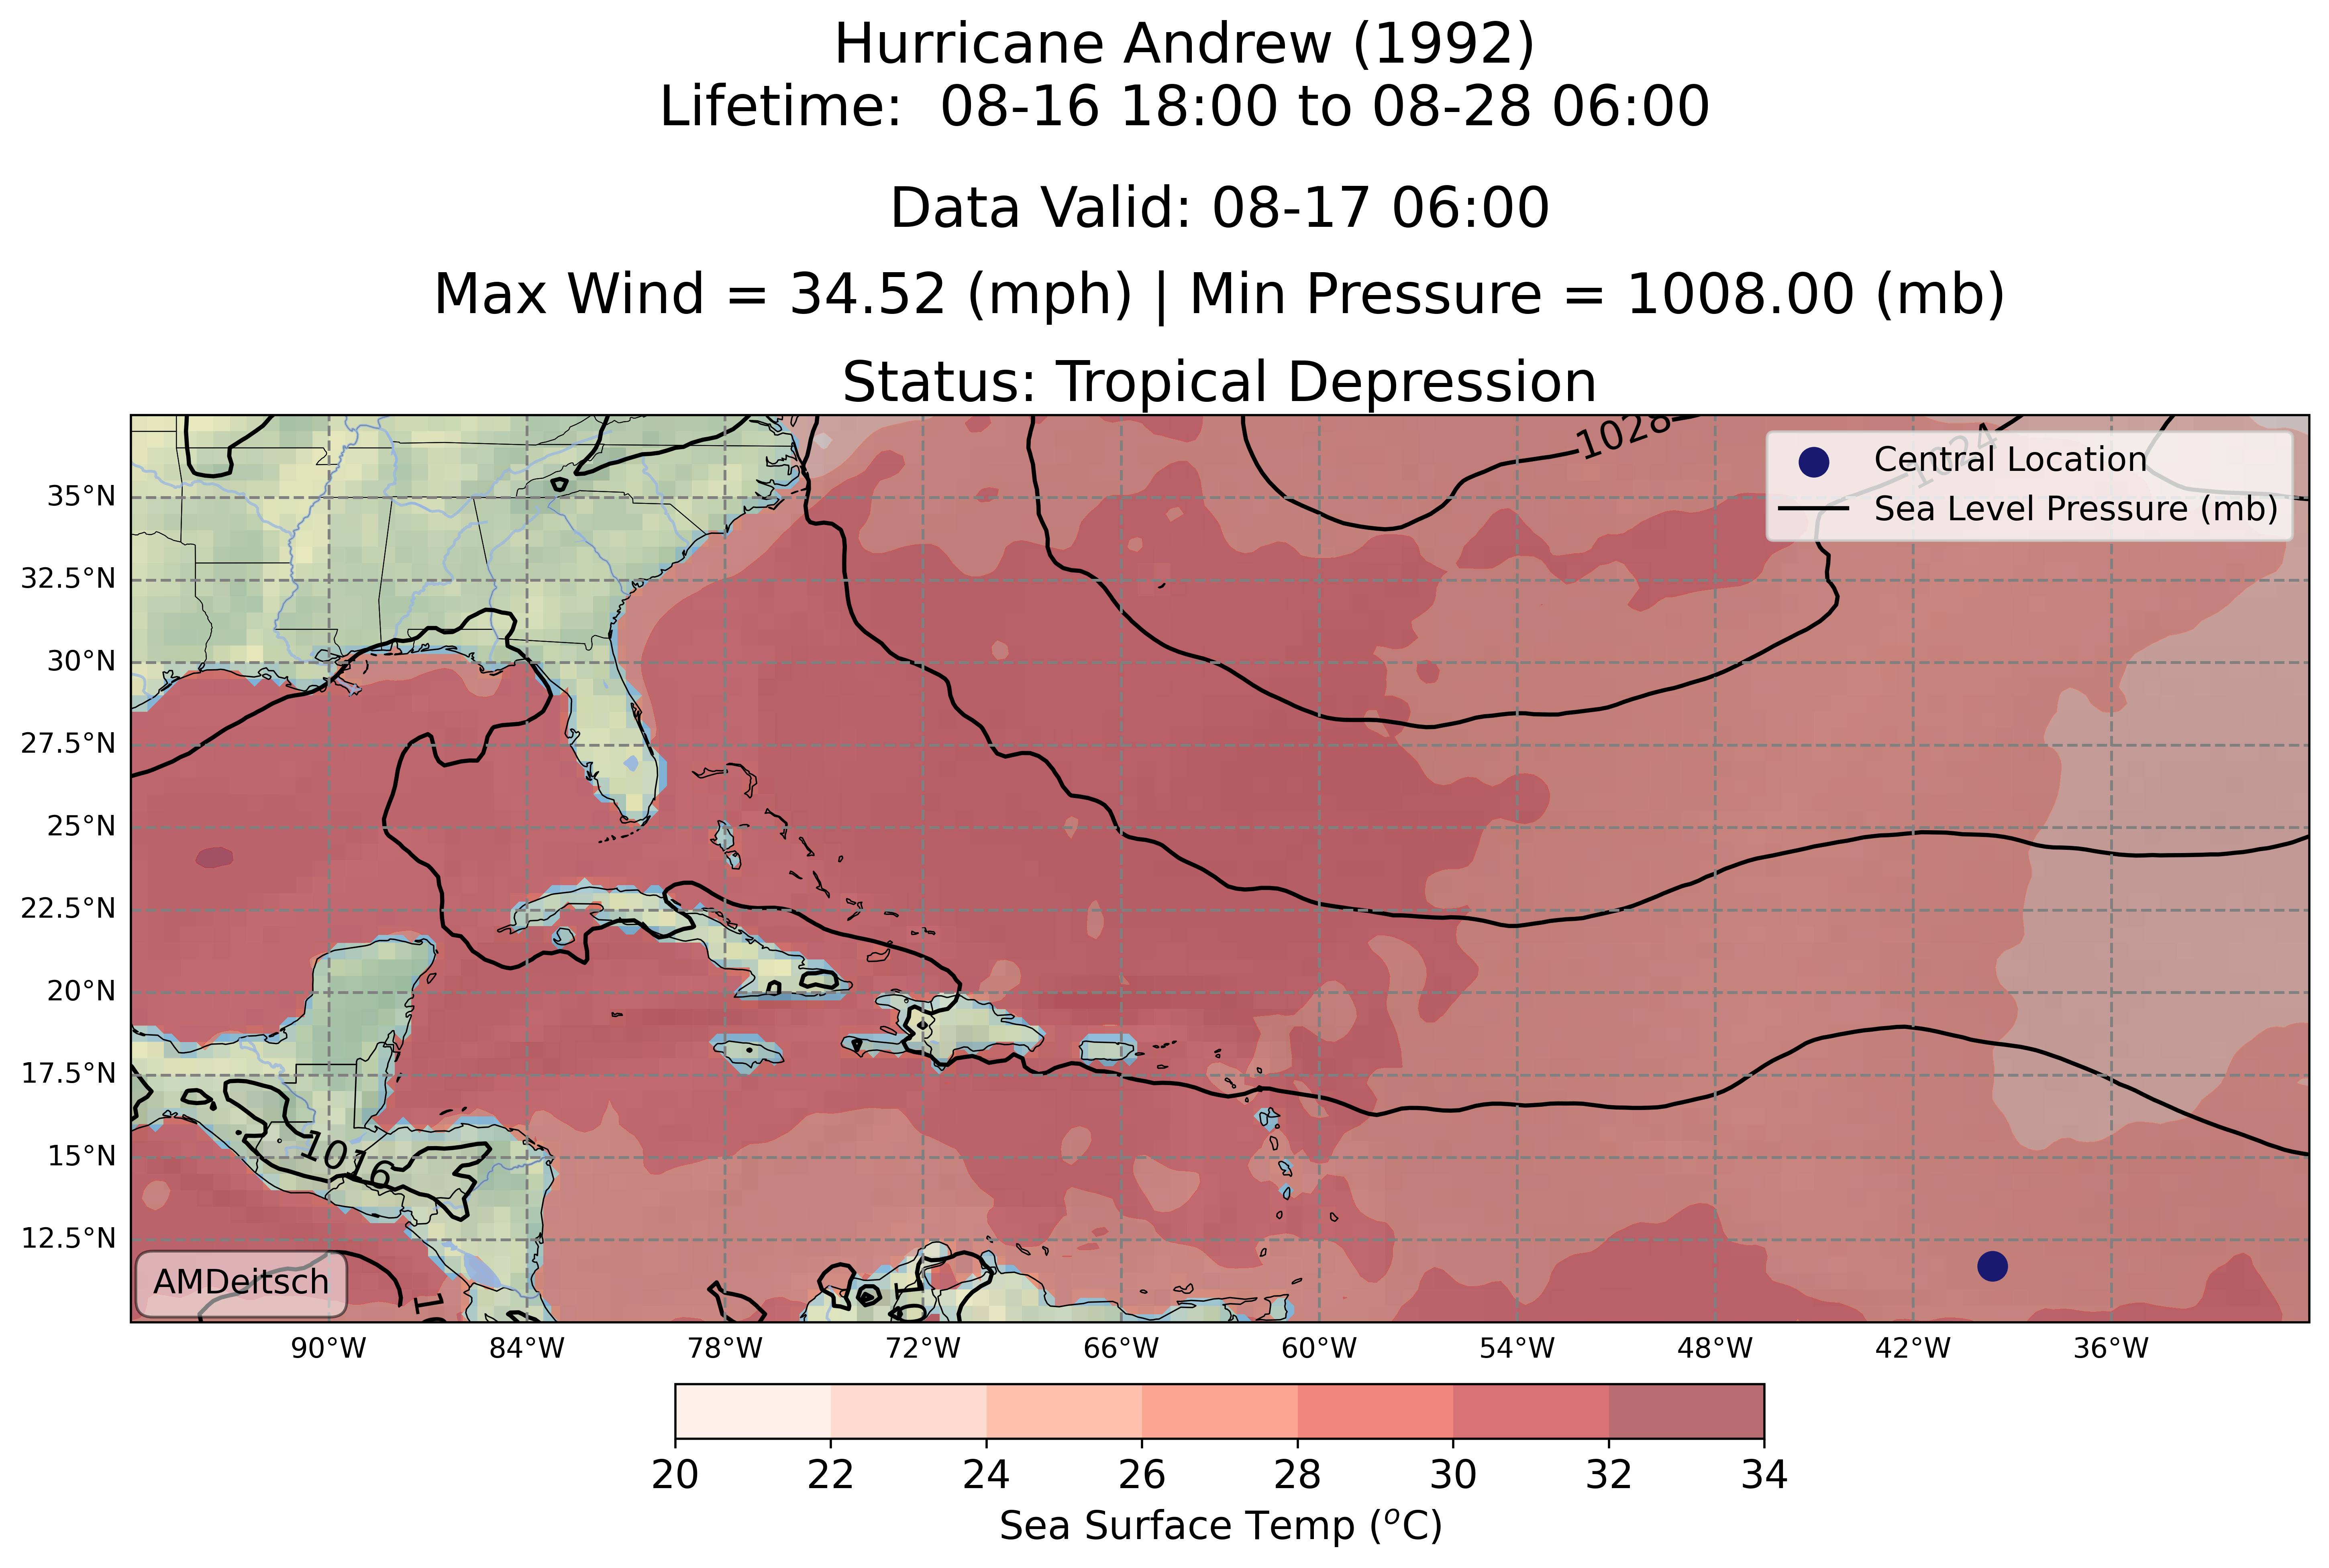 Hurricane Andrew (1992)
Lifetime:  08-16 18:00 to 08-28 06:00
Data Valid: 08-17 06:00
Max Wind = 34.52 (mph) | Min Pressure = 1008.00 (mb)
Status: Tropical Depression
1028
1024
Central Location
Sea Level Pressure (mb)
35°N
32.5°N
30°N
27.5°N
25°N
22.5°N
20°N
17.5°N
15°N
12.5°N
1016
AMDeitsch
90°W 84°W 78°W 72°W 66°W 60°W 54°W 48°W 42°W 36°W
20 22 24 26 28 30 32 34
Sea Surface Temp (°C)